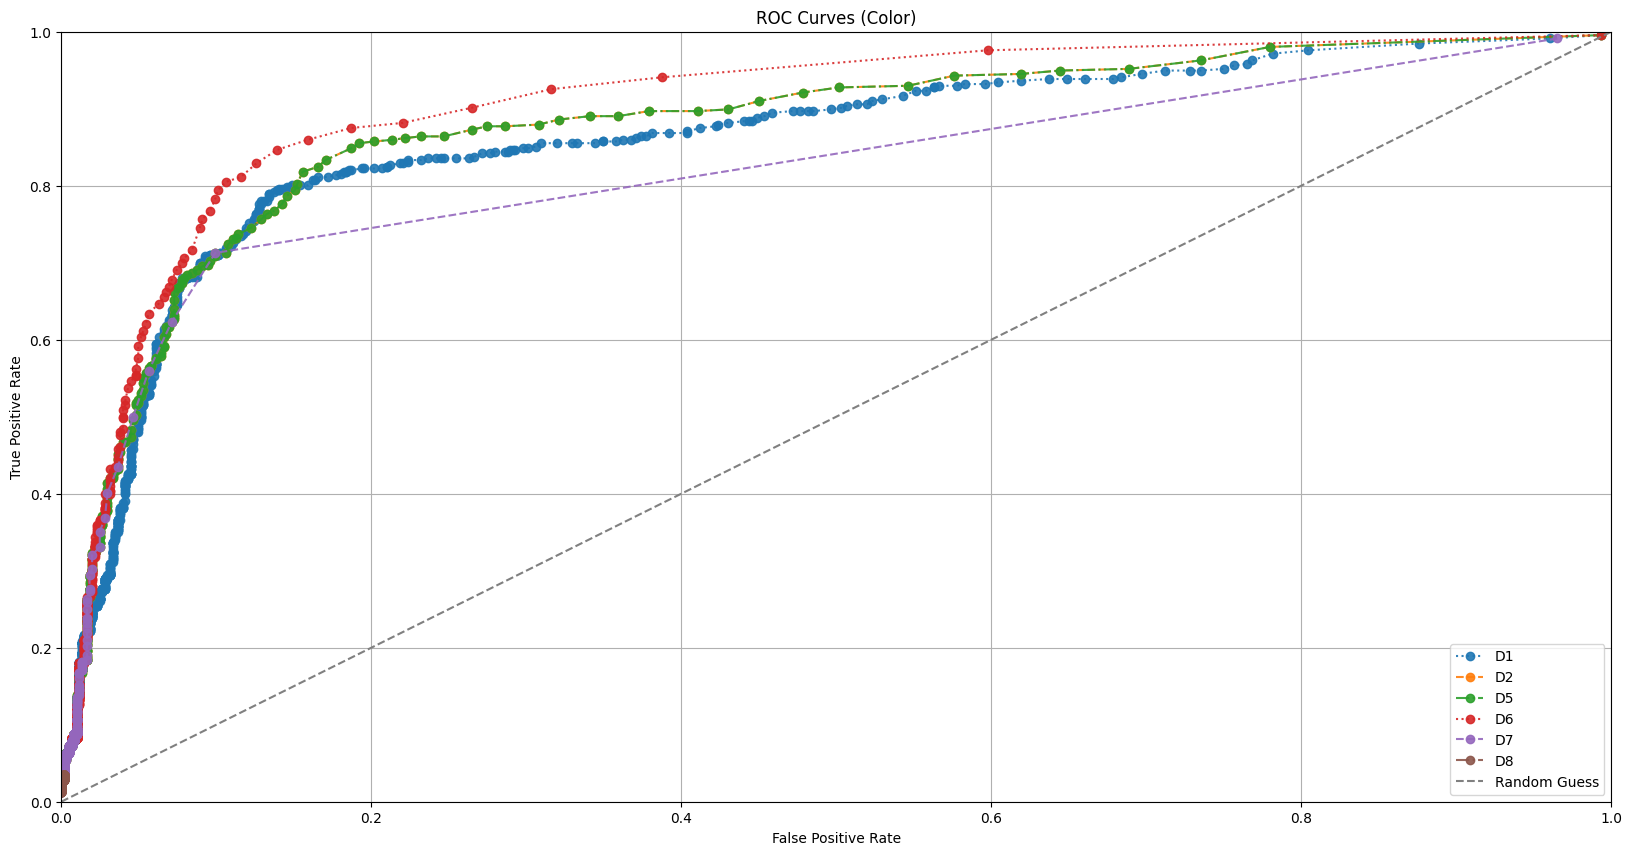 ROC Curves (Color)
1.0
0.8
0.6
0.4
0.2
0.0
True Positive Rate
0.0 0.2 0.4 0.6 0.8 1.0
False Positive Rate
D1
D2
D5
D6
D7
D8
Random Guess